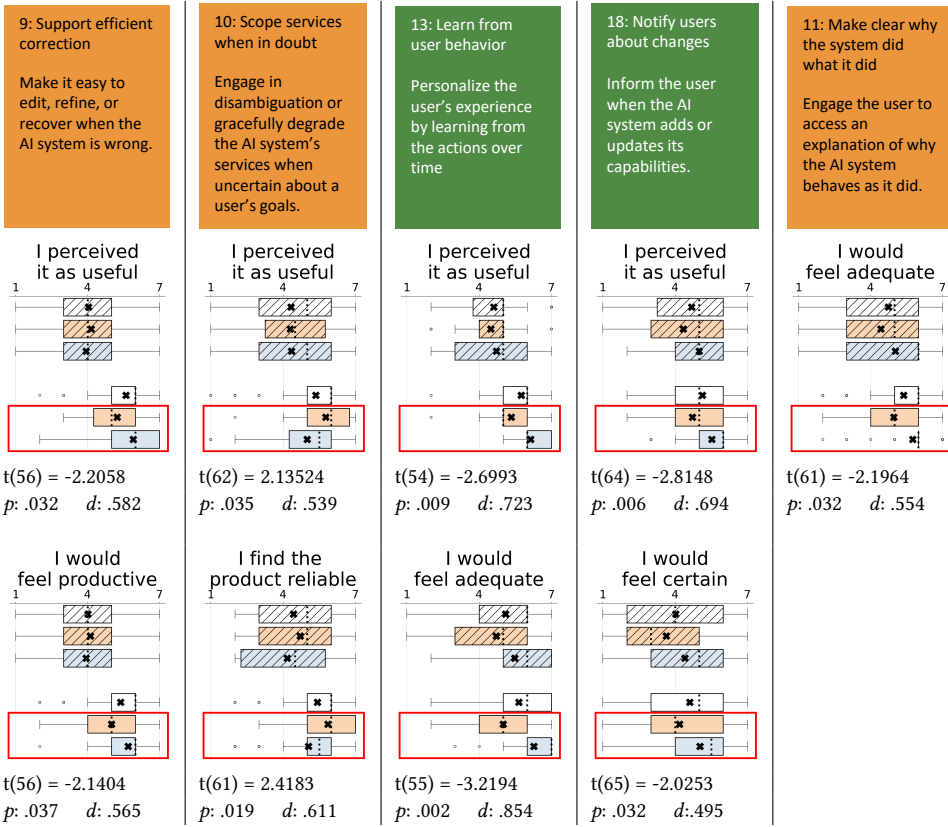 9: Support efficient
correction
Make it easy to
edit, refine, or
recover when the
AI system is wrong.
10: Scope services
when in doubt
Engage in
disambiguation or
gracefully degrade
the AI system's
services when
uncertain about a
user's goals.
13: Learn from
user behavior
Personalize the
user's experience
by learning from
the actions over
time
18: Notify users
about changes
Inform the user
when the AI
system adds or
updates its
capabilities.
11: Make clear why
the system did
what it did
Engage the user to
access an
explanation of why
the AI system
behaves as it did.
I perceived
it as useful
1 4 7
t(56) = -2.2058
p: .032 d: .582
I perceived
it as useful
1 4 7
t(62) = 2.13524
p: .035 d: .539
I perceived
it as useful
1 4 7
t(54) = -2.6993
p: .009 d: .723
I perceived
it as useful
1 4 7
t(64) = -2.8148
p: .006 d: .694
I would
feel adequate
1 4 7
t(61) = -2.1964
p: .032 d: .554
I would
feel productive
1 4 7
t(56) = -2.1404
p: .037 d: .565
I find the
product reliable
1 4 7
t(61) = 2.4183
p: .019 d: .611
I would
feel adequate
1 4 7
t(55) = -3.2194
p: .002 d: .854
I would
feel certain
1 4 7
t(65) = -2.0253
p: .032 d:.495